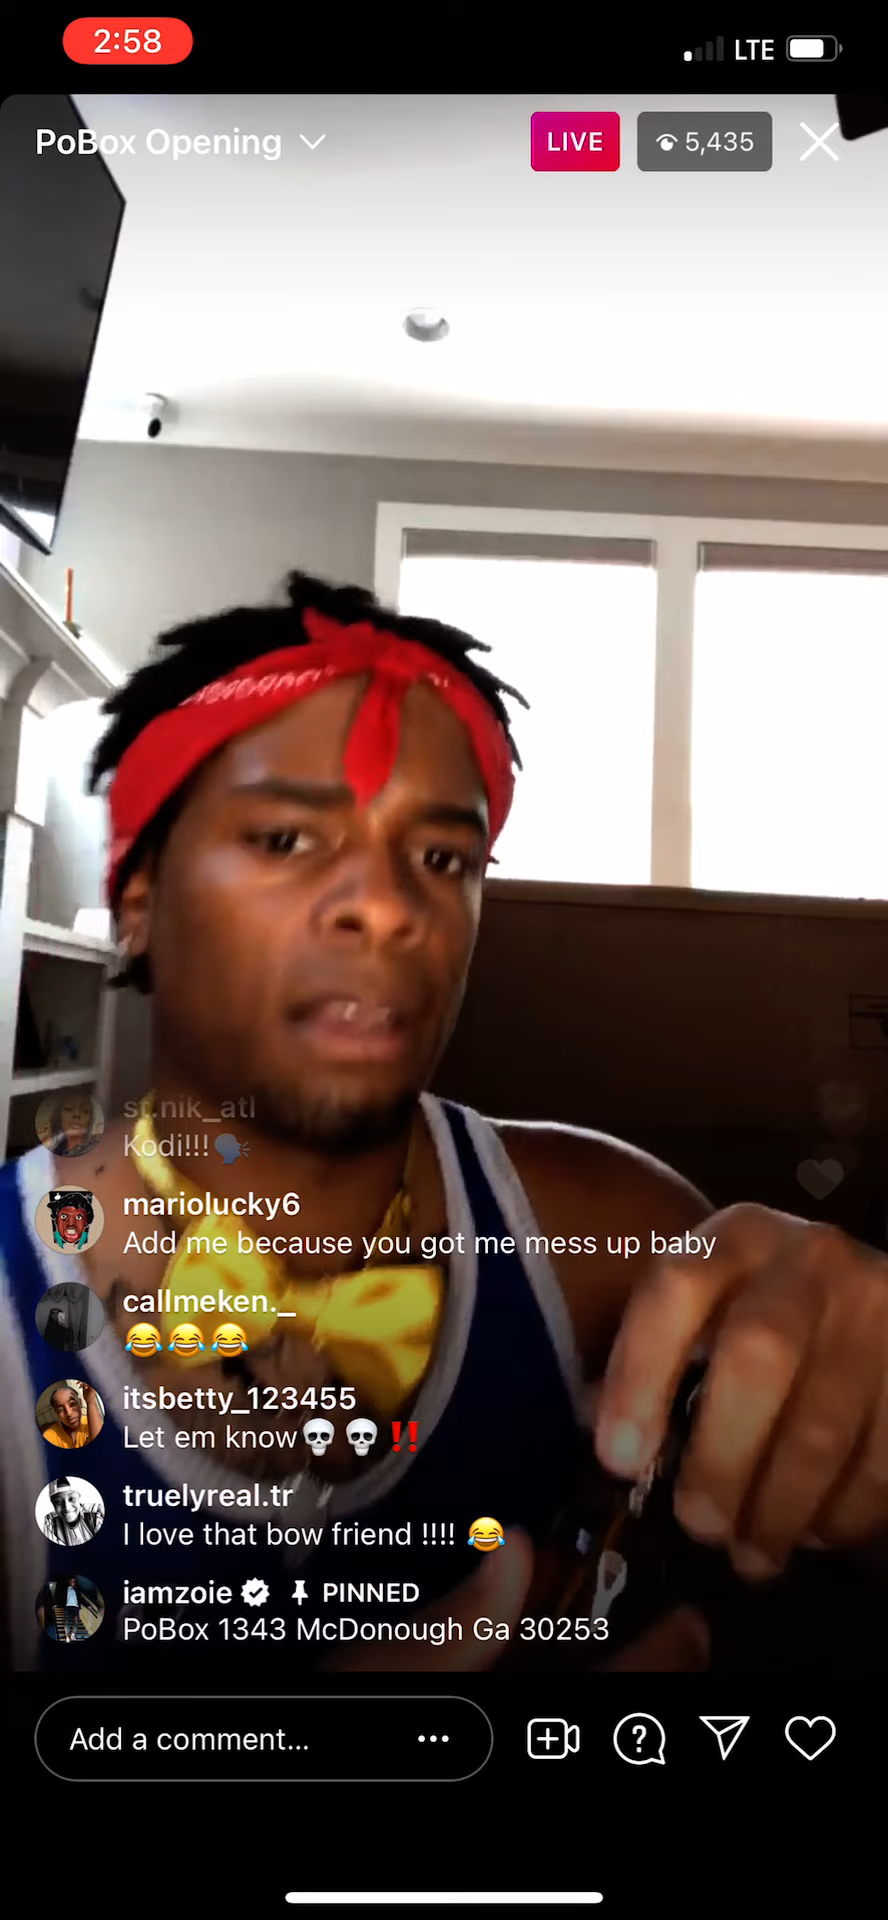 2:58
LTE
PoBox Opening
LIVE
5,435
st.nik_atl
Kodi!!!🗣️
mariolucky6
Add me because you got me mess up baby
callmeken._
😂😂😂
itsbetty_123455
Let em know💀💀‼️
truelyreal.tr
I love that bow friend !!!! 😂
iamzoie PINNED
PoBox 1343 McDonough Ga 30253
Add a comment...